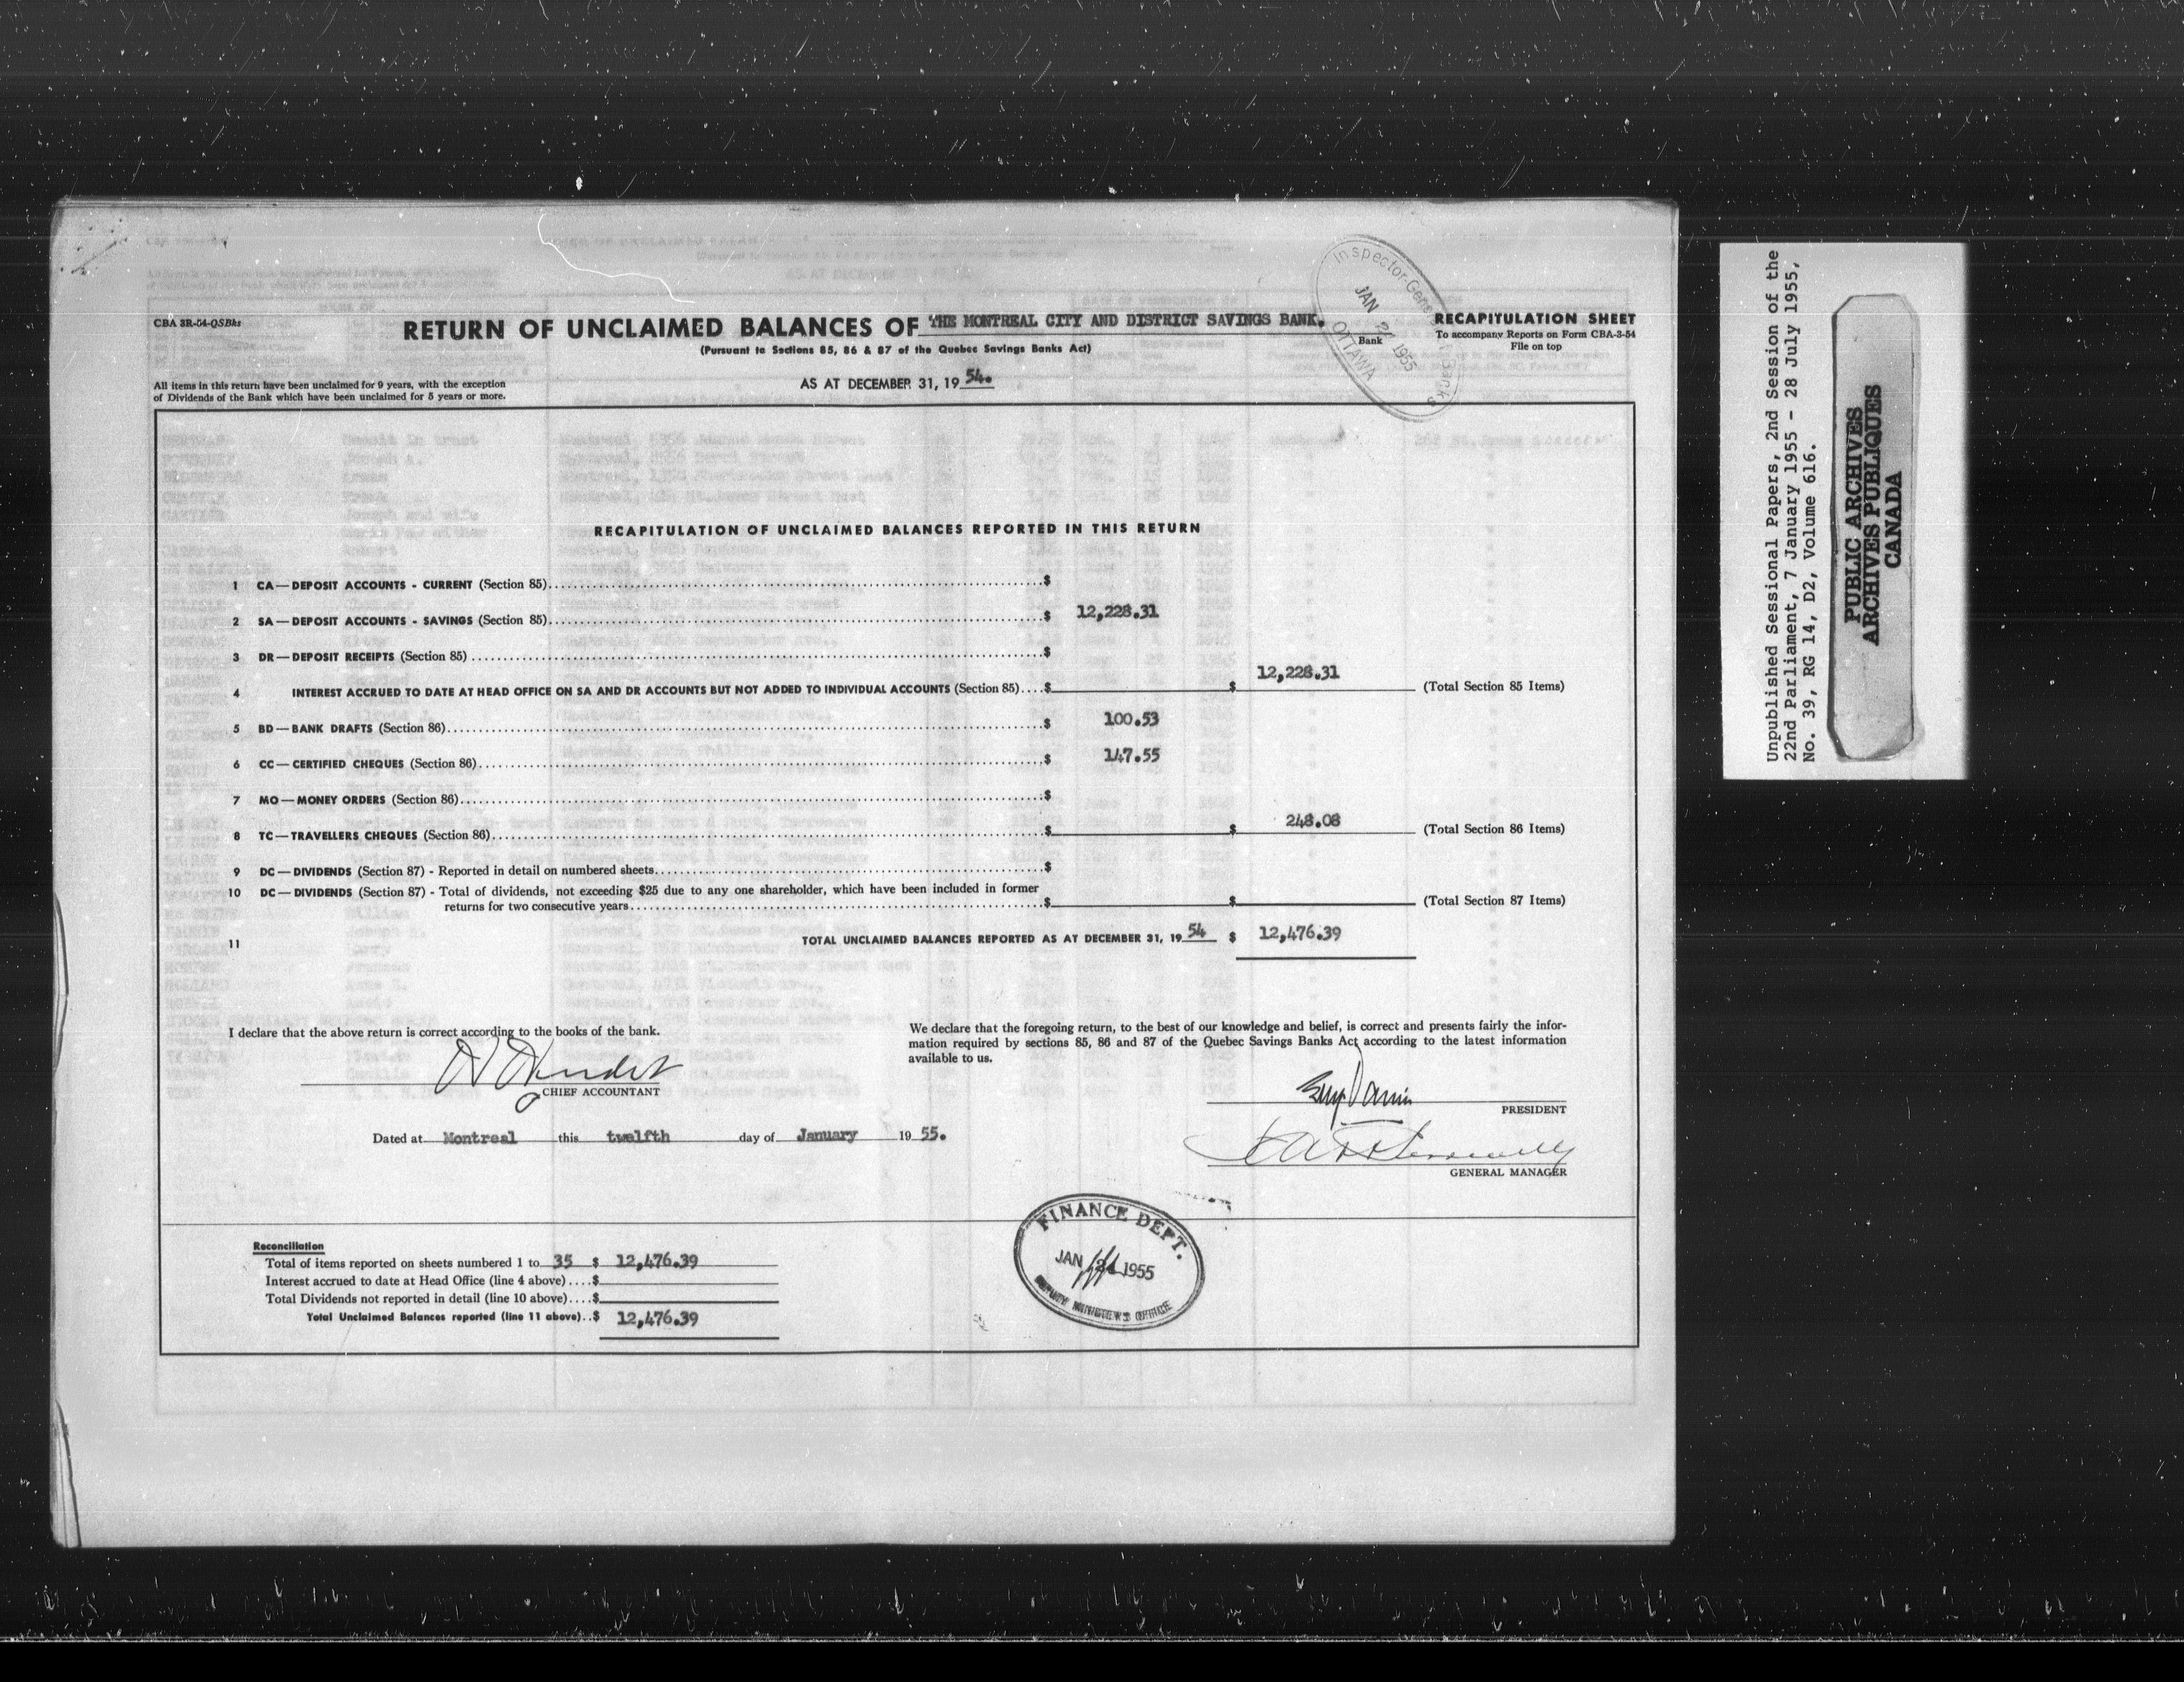 CBA 3R-54-QSBks
RETURN OF UNCLAIMED BALANCES OF THE MONTREAL CITY AND DISTRICT SAVINGS BANK.
Bank
(Pursuant to Sections 85, 86 & 87 of the Quebec Savings Banks Act)
RECAPITULATION SHEET
To accompany Reports on Form CBA-3-54
File on top
Inspector-General
JAN 1955
OTTAWA
All items in this return have been unclaimed for 9 years, with the exception
of Dividends of the Bank which have been unclaimed for 5 years or more.
AS AT DECEMBER 31, 19 54.
RECAPITULATION OF UNCLAIMED BALANCES REPORTED IN THIS RETURN
1 CA — DEPOSIT ACCOUNTS - CURRENT (Section 85) $
2 SA — DEPOSIT ACCOUNTS - SAVINGS (Section 85) $ 12,228.31
3 DR — DEPOSIT RECEIPTS (Section 85) $
4 INTEREST ACCRUED TO DATE AT HEAD OFFICE ON SA AND DR ACCOUNTS BUT NOT ADDED TO INDIVIDUAL ACCOUNTS (Section 85) $ $ 12,228.31 (Total Section 85 Items)
5 BD — BANK DRAFTS (Section 86) $ 100.53
6 CC — CERTIFIED CHEQUES (Section 86) $ 147.55
7 MO — MONEY ORDERS (Section 86) $
8 TC — TRAVELLERS CHEQUES (Section 86) $ $ 248.08 (Total Section 86 Items)
9 DC — DIVIDENDS (Section 87) - Reported in detail on numbered sheets $
10 DC — DIVIDENDS (Section 87) - Total of dividends, not exceeding $25 due to any one shareholder, which have been included in former
returns for two consecutive years $ $ (Total Section 87 Items)
11 TOTAL UNCLAIMED BALANCES REPORTED AS AT DECEMBER 31, 19 54 $ 12,476.39
I declare that the above return is correct according to the books of the bank.
CHIEF ACCOUNTANT
Dated at Montreal this twelfth day of January 19 55.
We declare that the foregoing return, to the best of our knowledge and belief, is correct and presents fairly the infor-
mation required by sections 85, 86 and 87 of the Quebec Savings Banks Act according to the latest information
available to us.
PRESIDENT
GENERAL MANAGER
Reconciliation
Total of items reported on sheets numbered 1 to 35 $ 12,476.39
Interest accrued to date at Head Office (line 4 above) $
Total Dividends not reported in detail (line 10 above) $
Total Unclaimed Balances reported (line 11 above) $ 12,476.39
FINANCE DEPT.
JAN 1955
Unpublished Sessional Papers, 2nd Session of the
22nd Parliament, 7 January 1955 - 28 July 1955,
No. 39, RG 14, D2, Volume 616.
PUBLIC ARCHIVES
ARCHIVES PUBLIQUES
CANADA